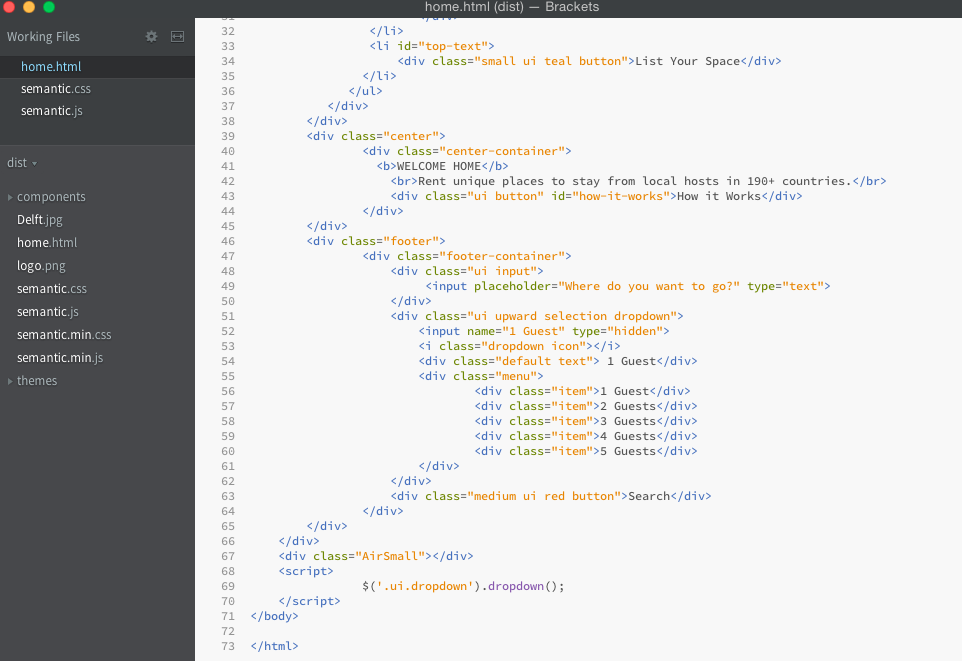 home.html (dist) — Brackets
Working Files
home.html
semantic.css
semantic.js
dist
components
Delft.jpg
home.html
logo.png
semantic.css
semantic.js
semantic.min.css
semantic.min.js
themes
31 </div>
32 </li>
33 <li id="top-text">
34 <div class="small ui teal button">List Your Space</div>
35 </li>
36 </ul>
37 </div>
38 </div>
39 <div class="center">
40 <div class="center-container">
41 <b>WELCOME HOME</b>
42 <br>Rent unique places to stay from local hosts in 190+ countries.</br>
43 <div class="ui button" id="how-it-works">How it Works</div>
44 </div>
45 </div>
46 <div class="footer">
47 <div class="footer-container">
48 <div class="ui input">
49 <input placeholder="Where do you want to go?" type="text">
50 </div>
51 <div class="ui upward selection dropdown">
52 <input name="1 Guest" type="hidden">
53 <i class="dropdown icon"></i>
54 <div class="default text"> 1 Guest</div>
55 <div class="menu">
56 <div class="item">1 Guest</div>
57 <div class="item">2 Guests</div>
58 <div class="item">3 Guests</div>
59 <div class="item">4 Guests</div>
60 <div class="item">5 Guests</div>
61 </div>
62 </div>
63 <div class="medium ui red button">Search</div>
64 </div>
65 </div>
66 </div>
67 <div class="AirSmall"></div>
68 <script>
69 $('.ui.dropdown').dropdown();
70 </script>
71 </body>
72
73 </html>